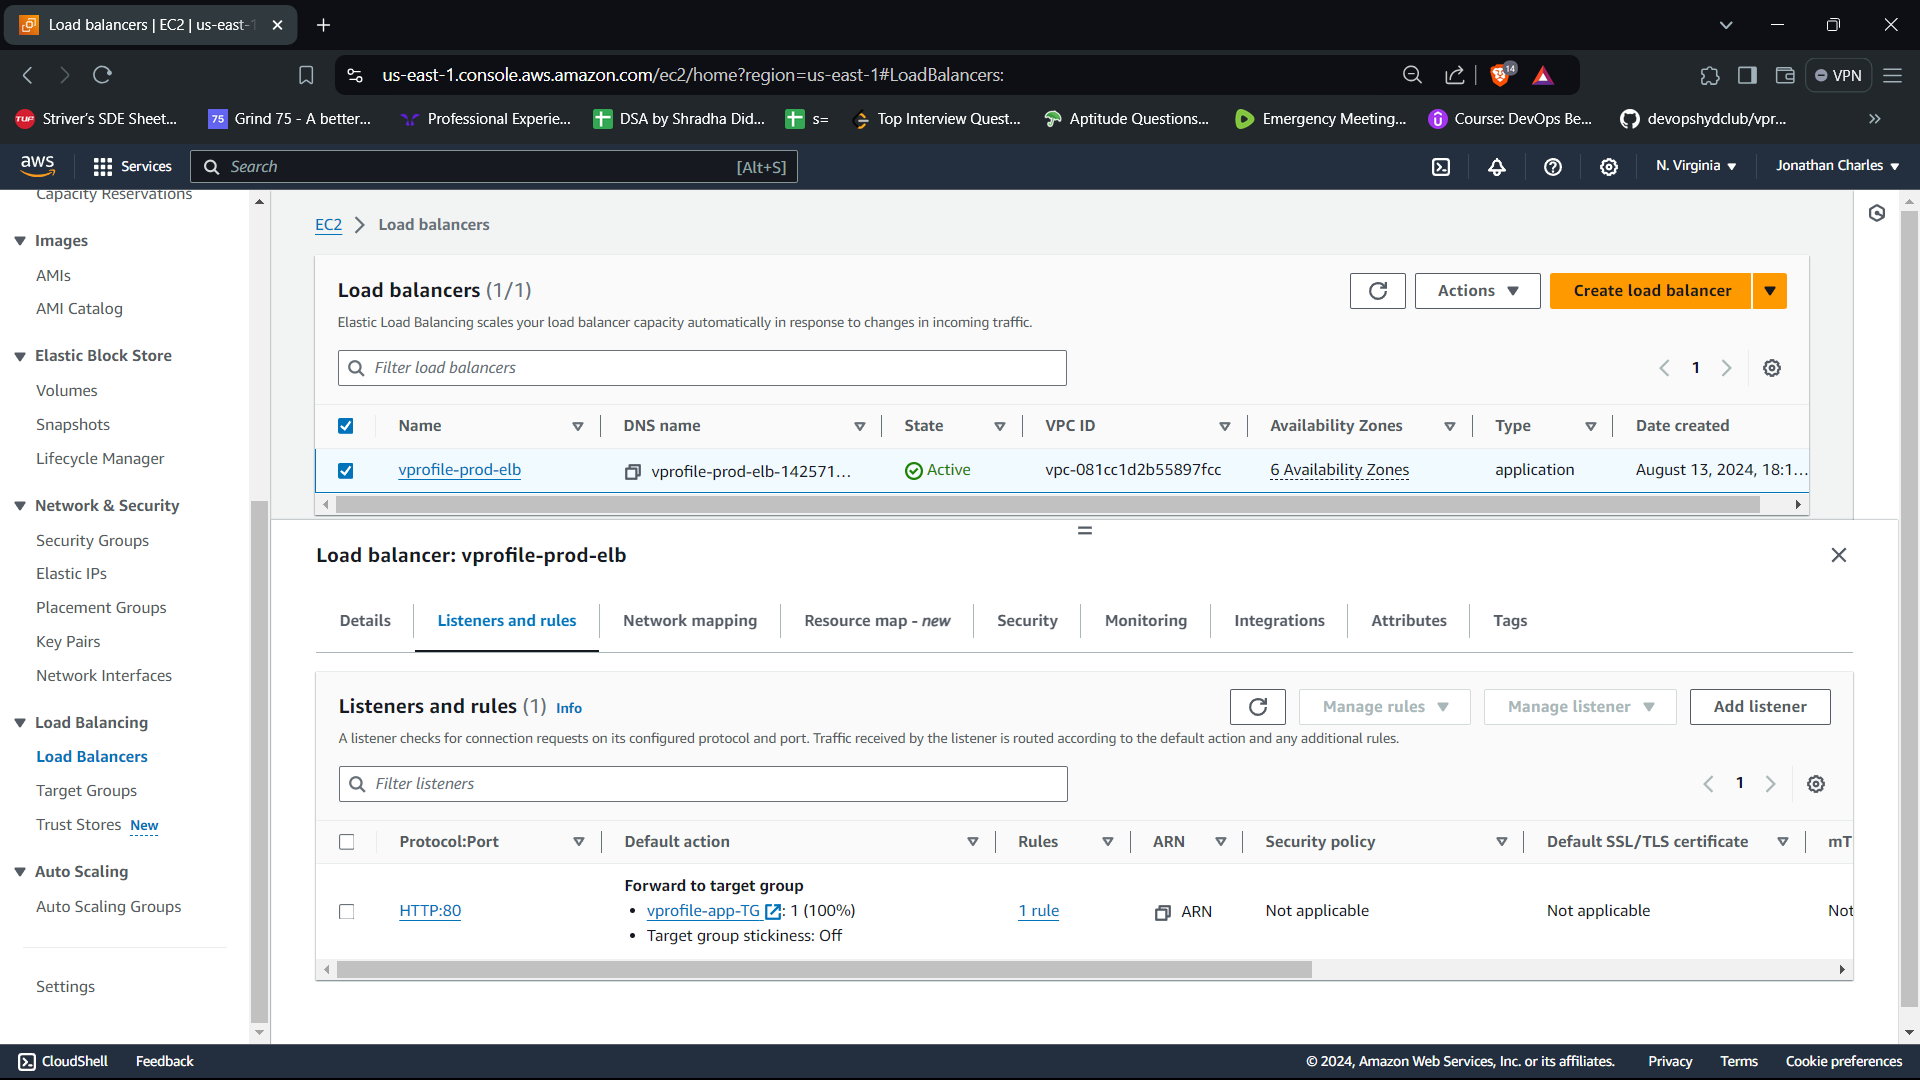 Load balancers | EC2 | us-east-1
us-east-1.console.aws.amazon.com/ec2/home?region=us-east-1#LoadBalancers:
14
VPN
TUF Striver's SDE Sheet...
75 Grind 75 - A better...
Professional Experie...
DSA by Shradha Did...
s=
Top Interview Quest...
Aptitude Questions...
Emergency Meeting...
Course: DevOps Be...
devopshydclub/vpr...
aws
Services
Search
[Alt+S]
N. Virginia
Jonathan Charles
Capacity Reservations
Images
AMIs
AMI Catalog
Elastic Block Store
Volumes
Snapshots
Lifecycle Manager
Network & Security
Security Groups
Elastic IPs
Placement Groups
Key Pairs
Network Interfaces
Load Balancing
Load Balancers
Target Groups
Trust Stores New
Auto Scaling
Auto Scaling Groups
Settings
EC2 > Load balancers
Load balancers (1/1)
Actions
Create load balancer
Elastic Load Balancing scales your load balancer capacity automatically in response to changes in incoming traffic.
Filter load balancers
1
Name DNS name State VPC ID Availability Zones Type Date created
vprofile-prod-elb vprofile-prod-elb-142571... Active vpc-081cc1d2b55897fcc 6 Availability Zones application August 13, 2024, 18:1...
Load balancer: vprofile-prod-elb
Details Listeners and rules Network mapping Resource map - new Security Monitoring Integrations Attributes Tags
Listeners and rules (1) Info
Manage rules
Manage listener
Add listener
A listener checks for connection requests on its configured protocol and port. Traffic received by the listener is routed according to the default action and any additional rules.
Filter listeners
1
Protocol:Port Default action Rules ARN Security policy Default SSL/TLS certificate mT
Forward to target group
HTTP:80 • vprofile-app-TG : 1 (100%) 1 rule ARN Not applicable Not applicable Not
• Target group stickiness: Off
CloudShell Feedback
© 2024, Amazon Web Services, Inc. or its affiliates. Privacy Terms Cookie preferences